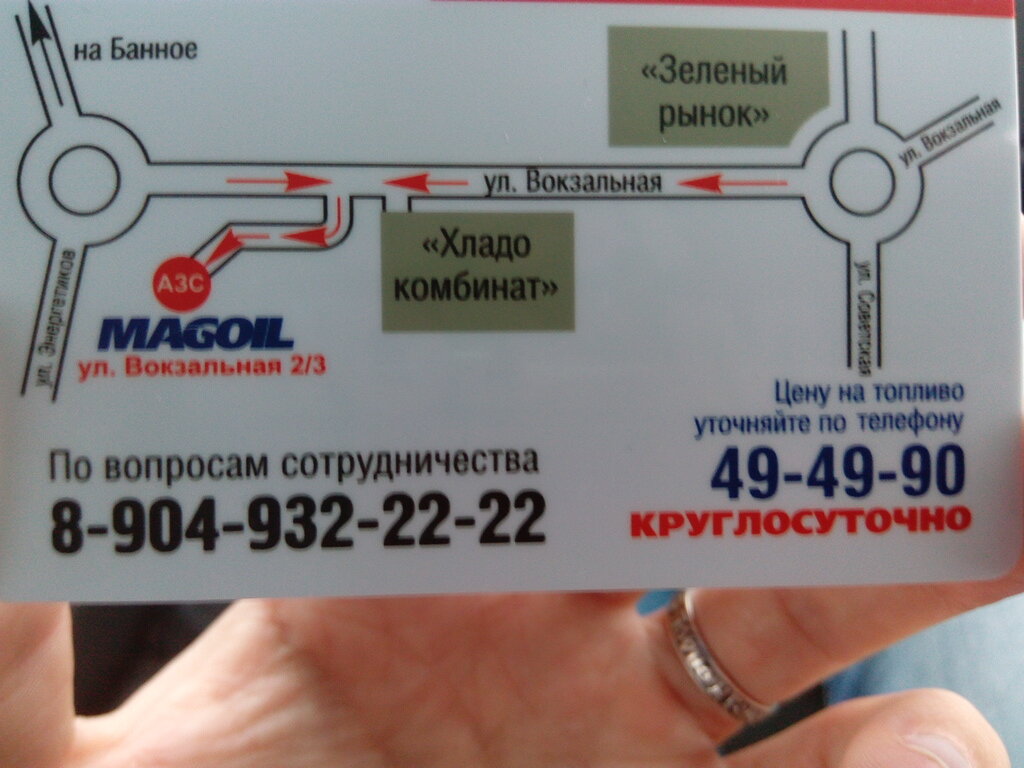 на Банное
«Зеленый
рынок»
ул. Вокзальная
ул. Вокзальная
«Хладо
комбинат»
АЗС
MAGOIL
ул. Вокзальная 2/3
ул. Энергетиков
ул. Советская
Цену на топливо
уточняйте по телефону
49-49-90
КРУГЛОСУТОЧНО
По вопросам сотрудничества
8-904-932-22-22